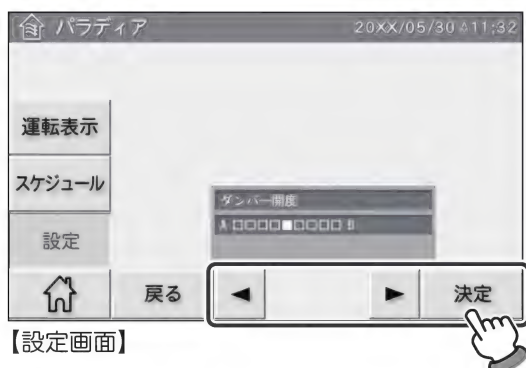 パラディア 20XX/05/30 11:32
運転表示
スケジュール
ダンパー開度
A □□□□■□□□□ B
設定
戻る ◀ ▶ 決定
【設定画面】